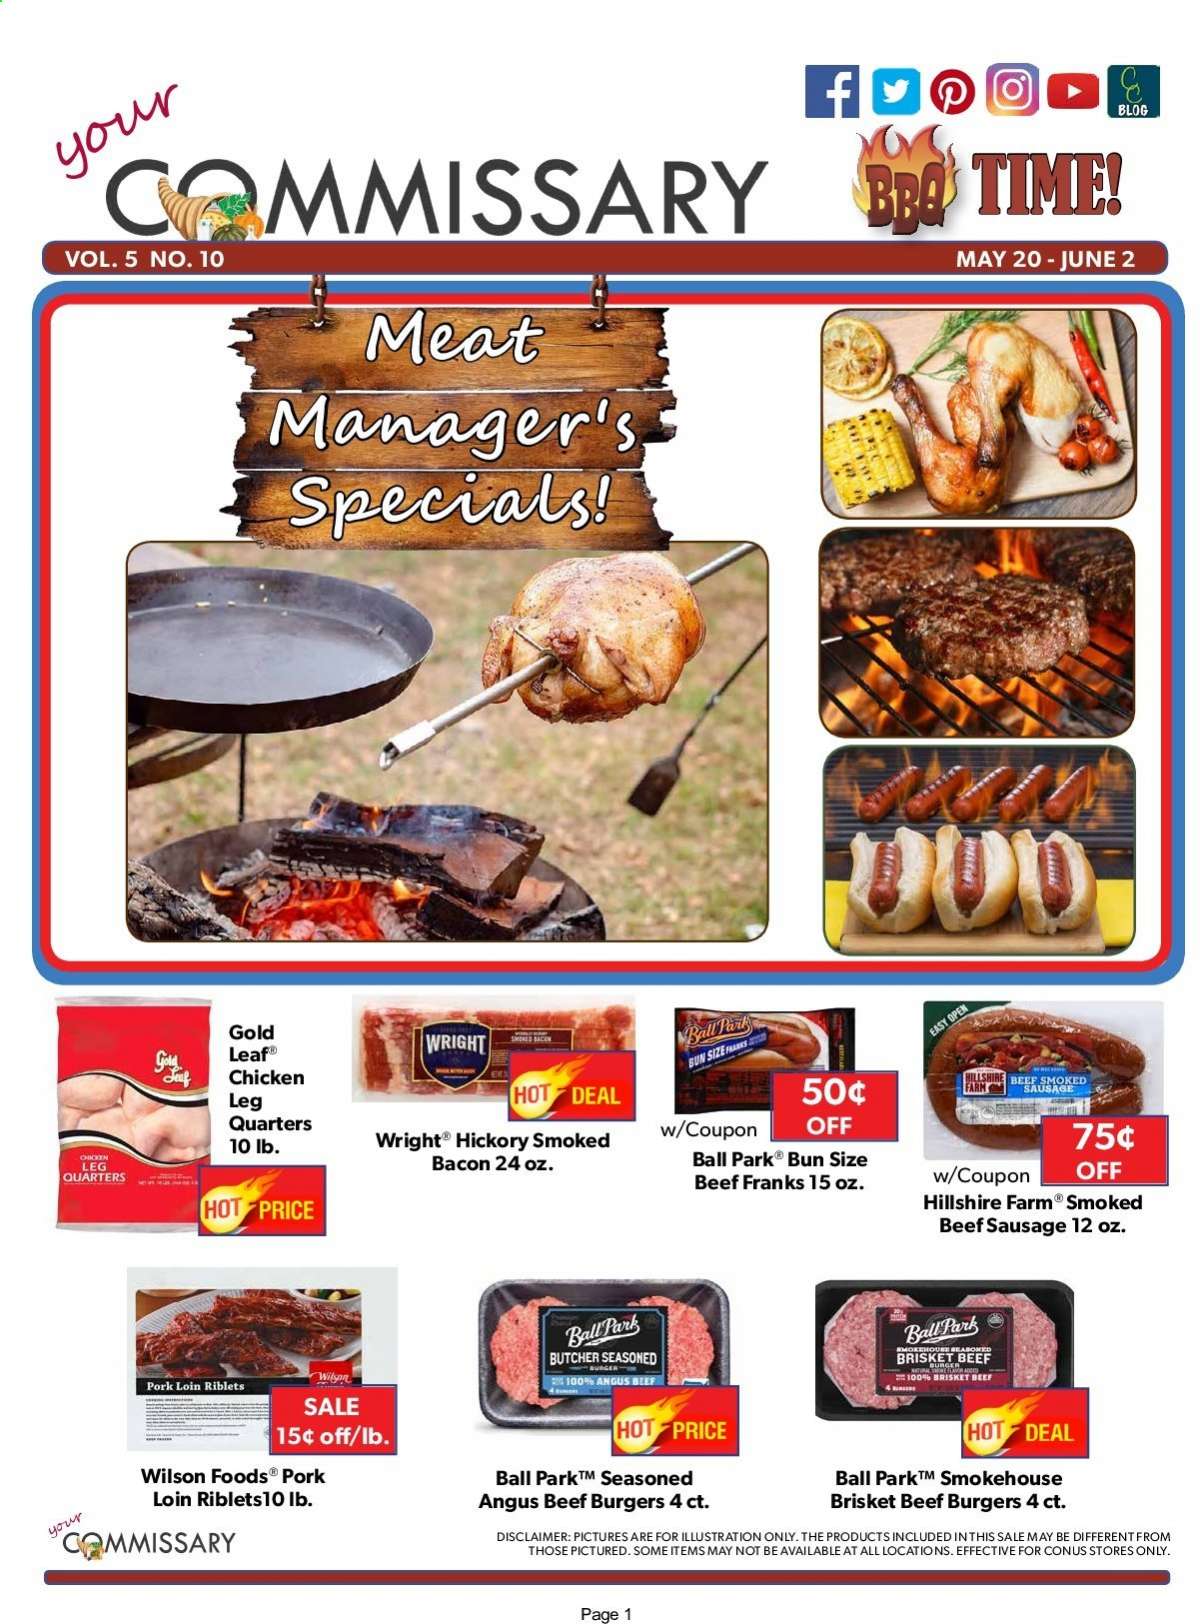 BLOG
your
COMMISSARY
BBQ TIME!
VOL. 5 NO. 10
MAY 20 - JUNE 2
Meat
Manager's
Specials!
Gold Leaf
CHICKEN
LEG
QUARTERS
Gold
Leaf® 
Chicken
Leg
Quarters
10 lb.
HOT PRICE
WRIGHT
SMOKED BACON
HOT DEAL
Wright® Hickory Smoked
Bacon 24 oz.
Ball Park
BUN SIZE FRANKS
50¢
OFF
w/Coupon
Ball Park® Bun Size
Beef Franks 15 oz.
EASY OPEN
HILLSHIRE
FARM
BEEF SMOKED
SAUSAGE
75¢
OFF
w/Coupon
Hillshire Farm® Smoked
Beef Sausage 12 oz.
Pork Loin Riblets
Wilson
SALE
15¢ off/lb.
Wilson Foods® Pork
Loin Riblets10 lb.
Ball Park
BUTCHER SEASONED
BURGER
100% ANGUS BEEF
4 BURGERS
HOT PRICE
Ball Park™ Seasoned
Angus Beef Burgers 4 ct.
Ball Park
SMOKEHOUSE SEASONED
BRISKET BEEF
BURGER
NATURAL SMOKE FLAVOR ADDED
100% BRISKET BEEF
4 BURGERS
HOT DEAL
Ball Park™ Smokehouse
Brisket Beef Burgers 4 ct.
your
COMMISSARY
DISCLAIMER: PICTURES ARE FOR ILLUSTRATION ONLY. THE PRODUCTS INCLUDED IN THIS SALE MAY BE DIFFERENT FROM
THOSE PICTURED. SOME ITEMS MAY NOT BE AVAILABLE AT ALL LOCATIONS. EFFECTIVE FOR CONUS STORES ONLY.
Page 1